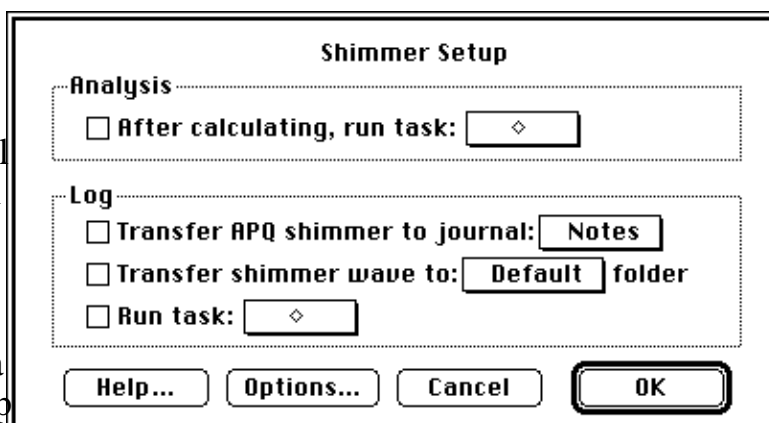 Shimmer Setup
Analysis
After calculating, run task:
Log
Transfer APQ shimmer to journal: Notes
Transfer shimmer wave to: Default folder
Run task:
Help... Options... Cancel OK